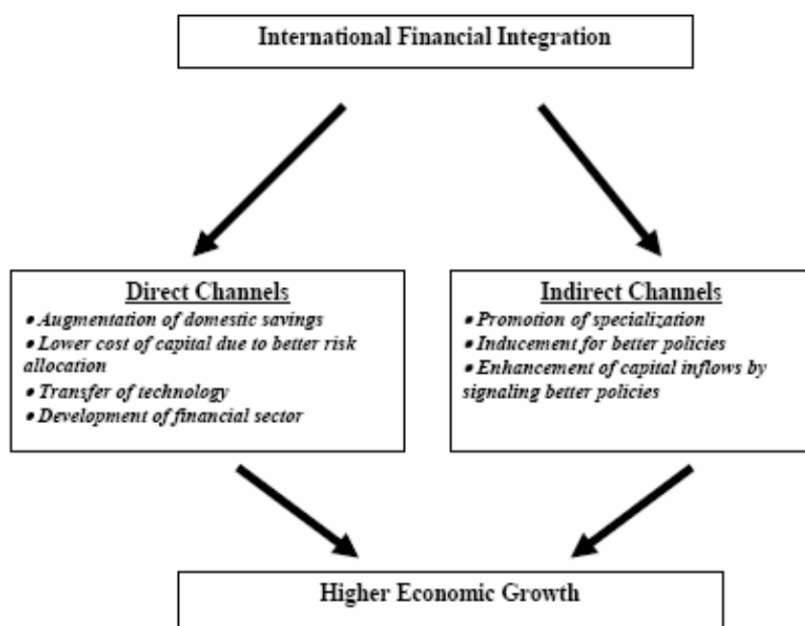 International Financial Integration
Direct Channels
• Augmentation of domestic savings
• Lower cost of capital due to better risk
allocation
• Transfer of technology
• Development of financial sector
Indirect Channels
• Promotion of specialization
• Inducement for better policies
• Enhancement of capital inflows by
signaling better policies
Higher Economic Growth